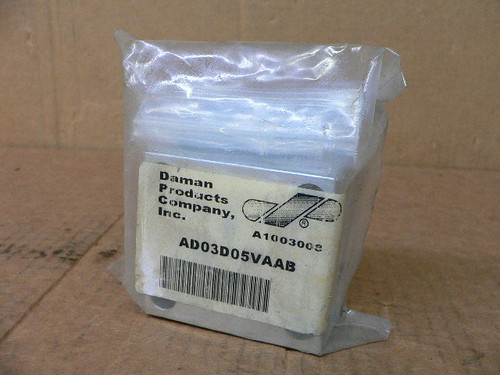 Daman
Products
Company,
Inc.
®
A1003008
AD03D05VAAB